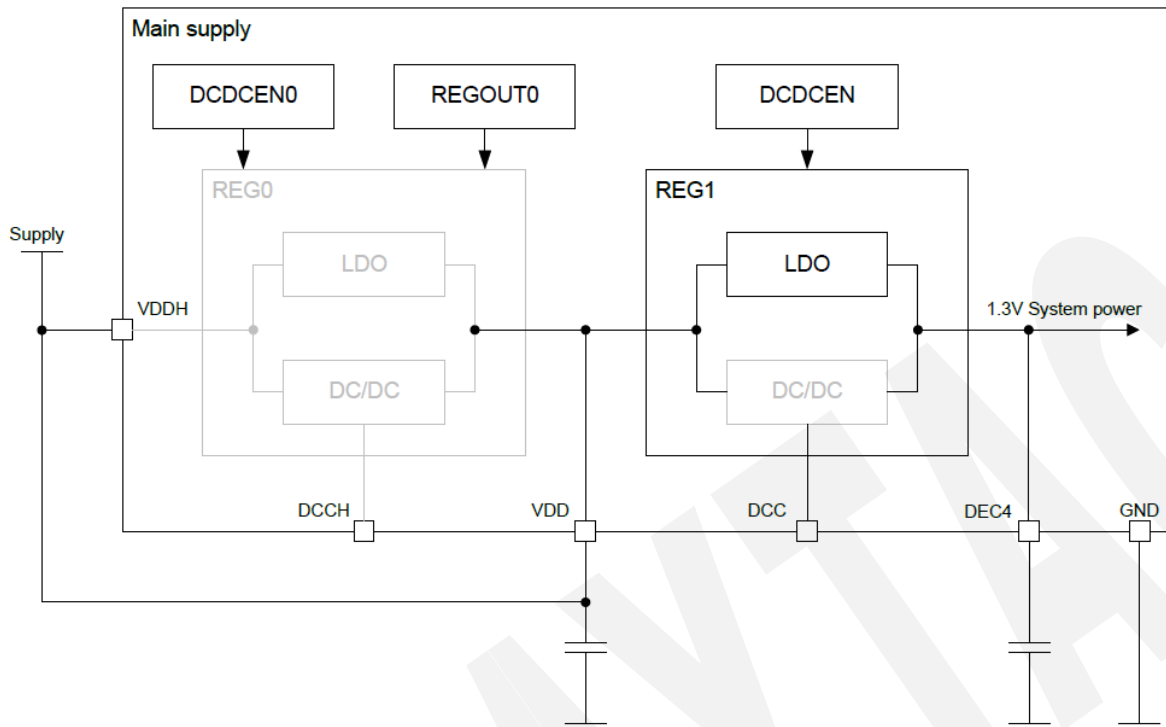 Main supply
DCDCEN0
REGOUT0
DCDCEN
REG0
REG1
Supply
LDO
LDO
VDDH
1.3V System power
DC/DC
DC/DC
DCCH
VDD
DCC
DEC4
GND